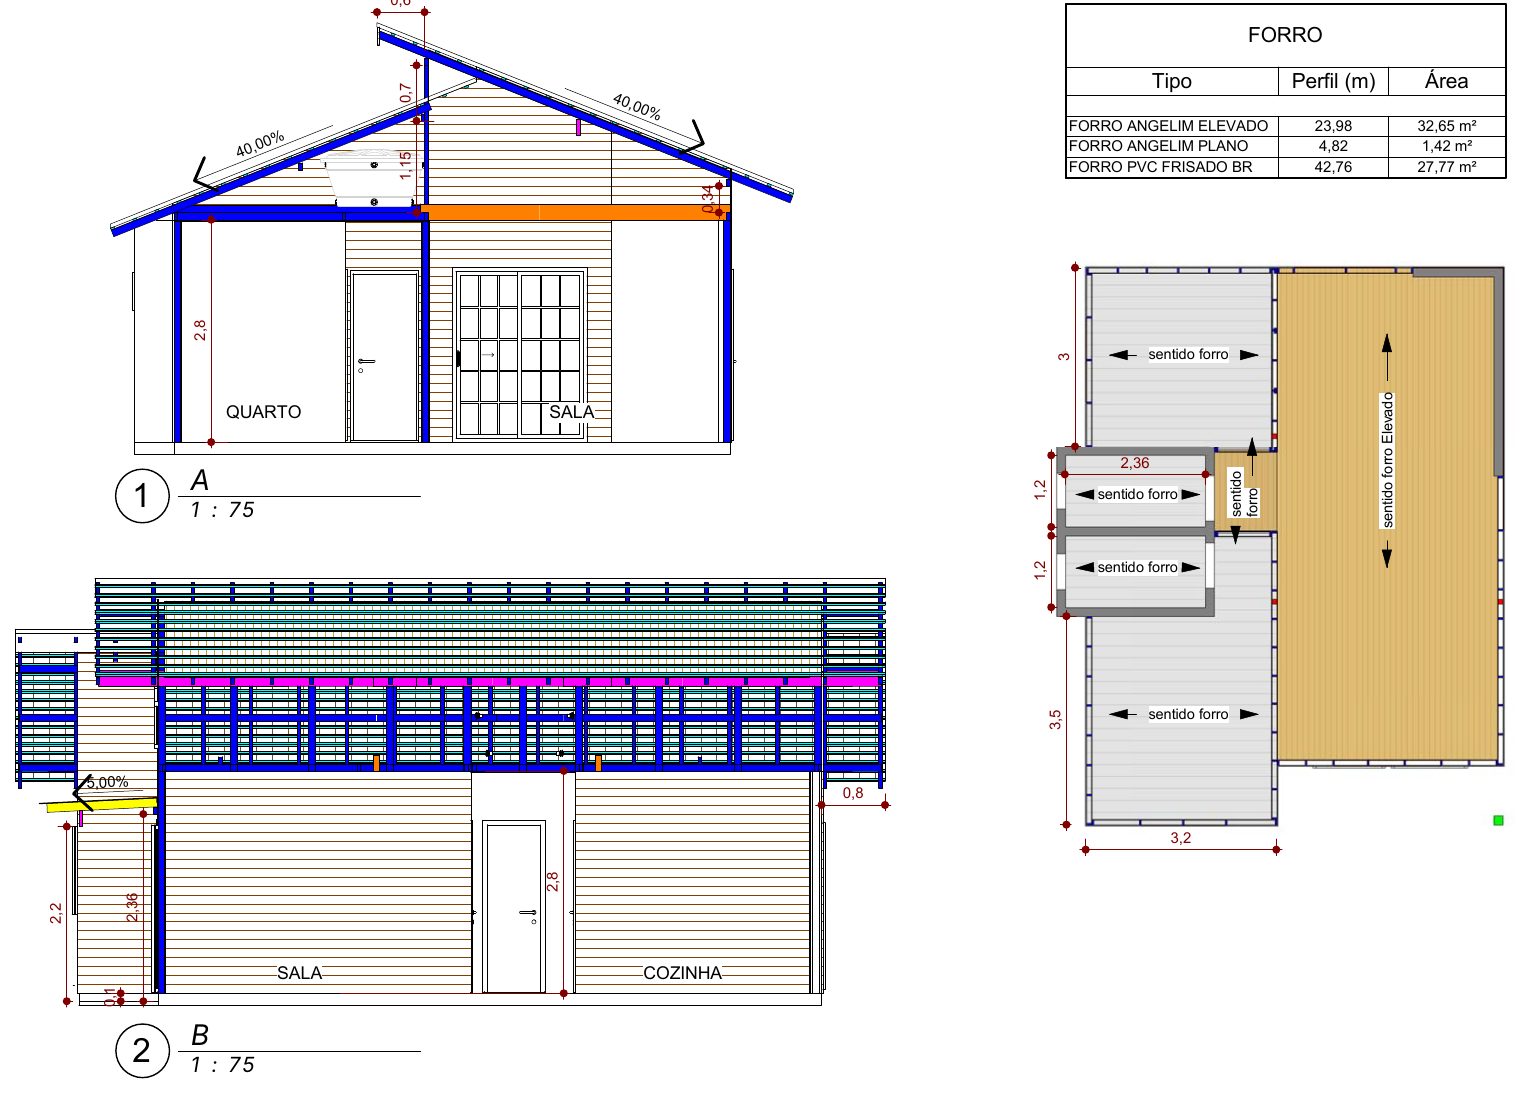 0,6
40,00%
40,00%
0,7
1,15
0,34
2,8
QUARTO
SALA
1
A
1 : 75
5,00%
0,8
2,2
2,36
0,1
2,8
SALA
COZINHA
2
B
1 : 75
FORRO
Tipo Perfil (m) Área
FORRO ANGELIM ELEVADO 23,98 32,65 m²
FORRO ANGELIM PLANO 4,82 1,42 m²
FORRO PVC FRISADO BR 42,76 27,77 m²
3
sentido forro
sentido forro Elevado
2,36
1,2
sentido forro
sentido
forro
1,2
sentido forro
3,5
sentido forro
3,2